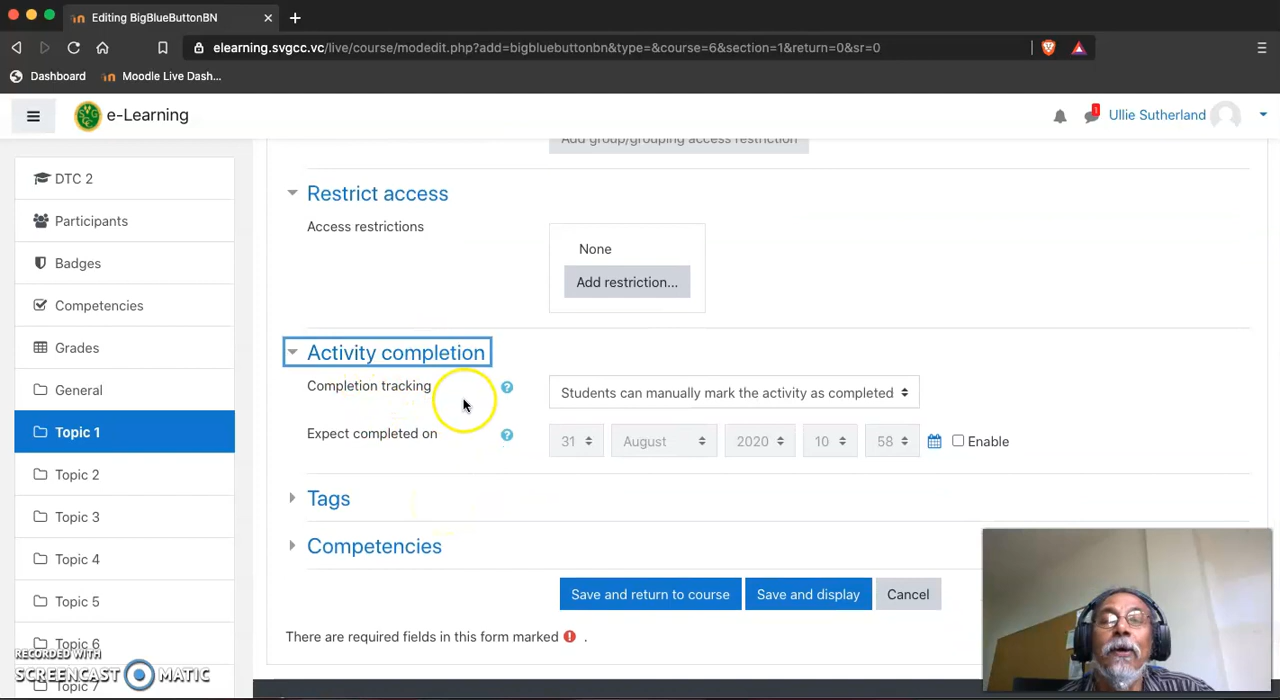 Editing BigBlueButtonBN
elearning.svgcc.vc/live/course/modedit.php?add=bigbluebuttonbn&type=&course=6&section=1&return=0&sr=0
Dashboard
Moodle Live Dash...
e-Learning
1
Ullie Sutherland
DTC 2
Participants
Badges
Competencies
Grades
General
Topic 1
Topic 2
Topic 3
Topic 4
Topic 5
Topic 6
Topic 7
Add group/grouping access restriction
Restrict access
Access restrictions
None
Add restriction...
Activity completion
Completion tracking
Students can manually mark the activity as completed
Expect completed on
31 August 2020 10 58 Enable
Tags
Competencies
Save and return to course
Save and display
Cancel
There are required fields in this form marked .
RECORDED WITH
SCREENCAST MATIC